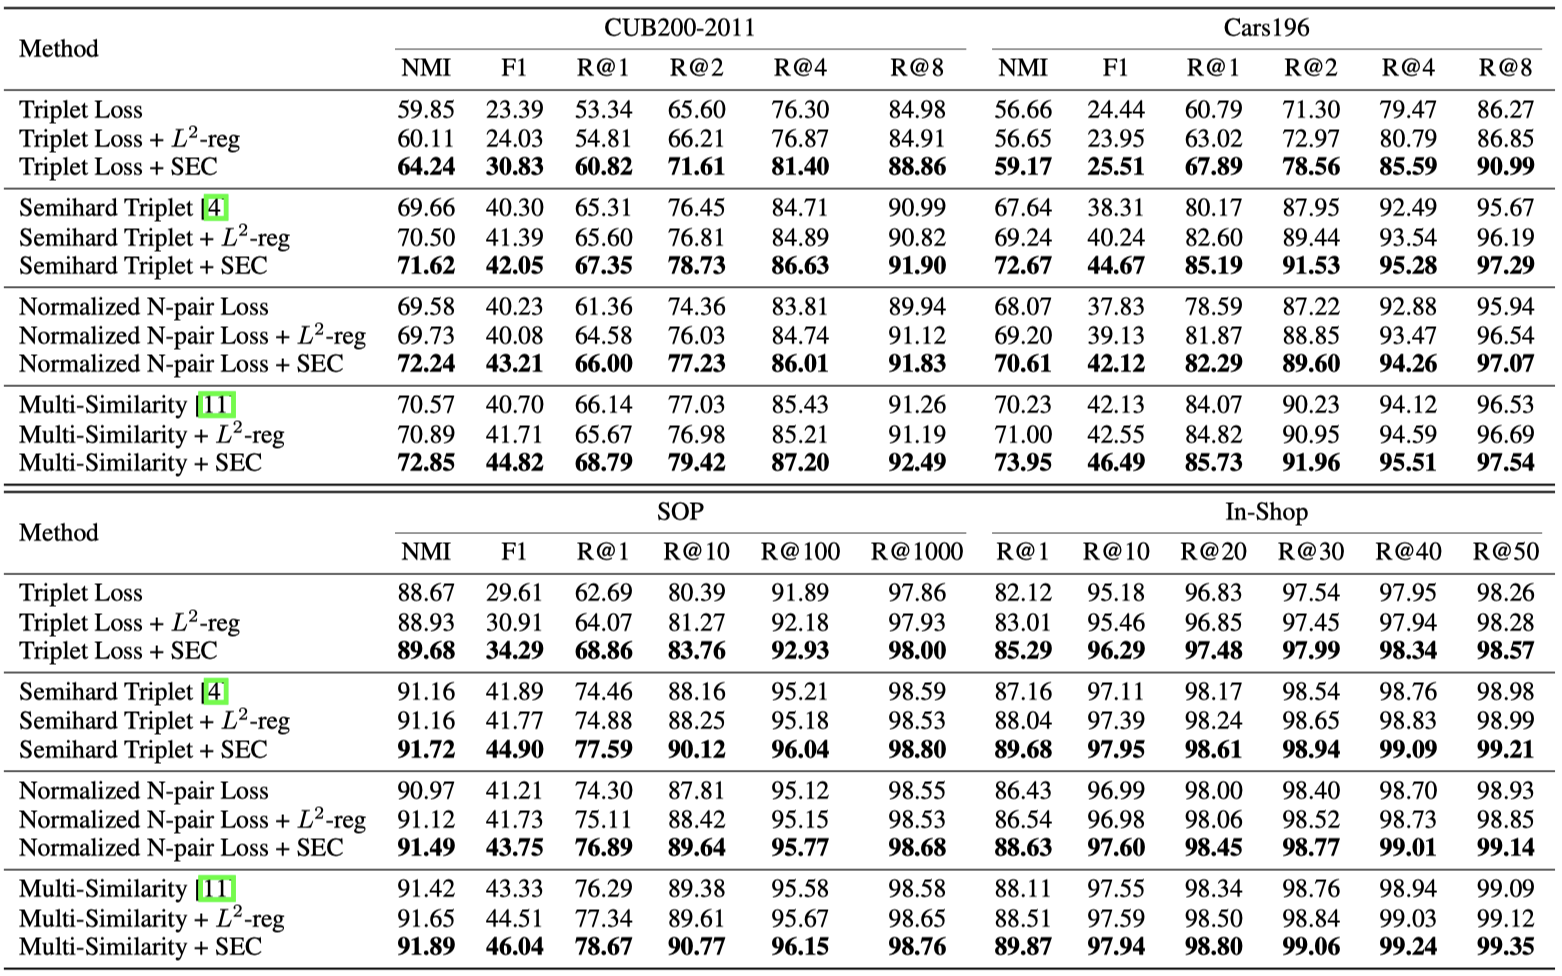 Method CUB200-2011 Cars196
NMI F1 R@1 R@2 R@4 R@8 NMI F1 R@1 R@2 R@4 R@8
Triplet Loss 59.85 23.39 53.34 65.60 76.30 84.98 56.66 24.44 60.79 71.30 79.47 86.27
Triplet Loss + L²-reg 60.11 24.03 54.81 66.21 76.87 84.91 56.65 23.95 63.02 72.97 80.79 86.85
Triplet Loss + SEC 64.24 30.83 60.82 71.61 81.40 88.86 59.17 25.51 67.89 78.56 85.59 90.99
Semihard Triplet [4] 69.66 40.30 65.31 76.45 84.71 90.99 67.64 38.31 80.17 87.95 92.49 95.67
Semihard Triplet + L²-reg 70.50 41.39 65.60 76.81 84.89 90.82 69.24 40.24 82.60 89.44 93.54 96.19
Semihard Triplet + SEC 71.62 42.05 67.35 78.73 86.63 91.90 72.67 44.67 85.19 91.53 95.28 97.29
Normalized N-pair Loss 69.58 40.23 61.36 74.36 83.81 89.94 68.07 37.83 78.59 87.22 92.88 95.94
Normalized N-pair Loss + L²-reg 69.73 40.08 64.58 76.03 84.74 91.12 69.20 39.13 81.87 88.85 93.47 96.54
Normalized N-pair Loss + SEC 72.24 43.21 66.00 77.23 86.01 91.83 70.61 42.12 82.29 89.60 94.26 97.07
Multi-Similarity [11] 70.57 40.70 66.14 77.03 85.43 91.26 70.23 42.13 84.07 90.23 94.12 96.53
Multi-Similarity + L²-reg 70.89 41.71 65.67 76.98 85.21 91.19 71.00 42.55 84.82 90.95 94.59 96.69
Multi-Similarity + SEC 72.85 44.82 68.79 79.42 87.20 92.49 73.95 46.49 85.73 91.96 95.51 97.54
Method SOP In-Shop
NMI F1 R@1 R@10 R@100 R@1000 R@1 R@10 R@20 R@30 R@40 R@50
Triplet Loss 88.67 29.61 62.69 80.39 91.89 97.86 82.12 95.18 96.83 97.54 97.95 98.26
Triplet Loss + L²-reg 88.93 30.91 64.07 81.27 92.18 97.93 83.01 95.46 96.85 97.45 97.94 98.28
Triplet Loss + SEC 89.68 34.29 68.86 83.76 92.93 98.00 85.29 96.29 97.48 97.99 98.34 98.57
Semihard Triplet [4] 91.16 41.89 74.46 88.16 95.21 98.59 87.16 97.11 98.17 98.54 98.76 98.98
Semihard Triplet + L²-reg 91.16 41.77 74.88 88.25 95.18 98.53 88.04 97.39 98.24 98.65 98.83 98.99
Semihard Triplet + SEC 91.72 44.90 77.59 90.12 96.04 98.80 89.68 97.95 98.61 98.94 99.09 99.21
Normalized N-pair Loss 90.97 41.21 74.30 87.81 95.12 98.55 86.43 96.99 98.00 98.40 98.70 98.93
Normalized N-pair Loss + L²-reg 91.12 41.73 75.11 88.42 95.15 98.53 86.54 96.98 98.06 98.52 98.73 98.85
Normalized N-pair Loss + SEC 91.49 43.75 76.89 89.64 95.77 98.68 88.63 97.60 98.45 98.77 99.01 99.14
Multi-Similarity [11] 91.42 43.33 76.29 89.38 95.58 98.58 88.11 97.55 98.34 98.76 98.94 99.09
Multi-Similarity + L²-reg 91.65 44.51 77.34 89.61 95.67 98.65 88.51 97.59 98.50 98.84 99.03 99.12
Multi-Similarity + SEC 91.89 46.04 78.67 90.77 96.15 98.76 89.87 97.94 98.80 99.06 99.24 99.35